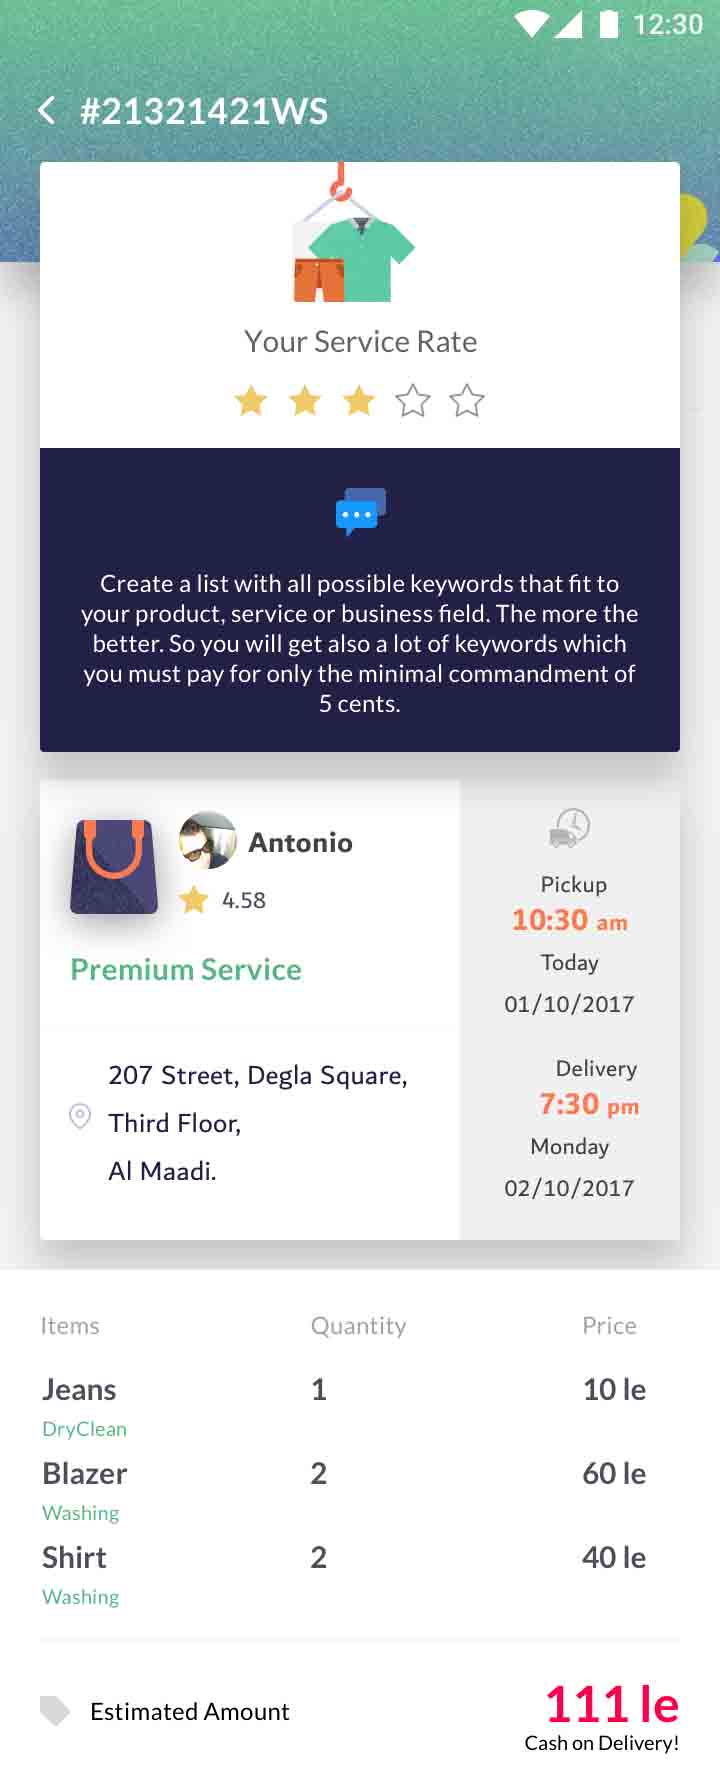 12:30
#21321421WS
Your Service Rate
Create a list with all possible keywords that fit to
your product, service or business field. The more the
better. So you will get also a lot of keywords which
you must pay for only the minimal commandment of
5 cents.
Antonio
4.58
Premium Service
207 Street, Degla Square,
Third Floor,
Al Maadi.
Pickup
10:30 am
Today
01/10/2017
Delivery
7:30 pm
Monday
02/10/2017
Items Quantity Price
Jeans 1 10 le
DryClean
Blazer 2 60 le
Washing
Shirt 2 40 le
Washing
Estimated Amount 111 le
Cash on Delivery!